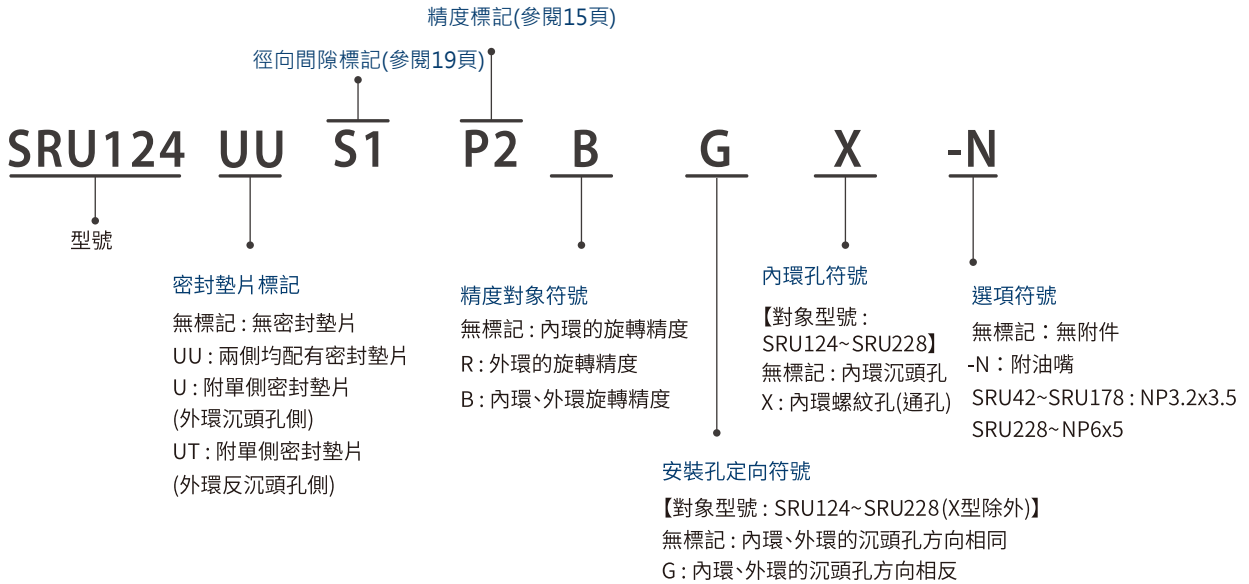 精度標記(參閱15頁)
徑向間隙標記(參閱19頁)
SRU124 UU S1 P2 B G X -N
型號
密封墊片標記
無標記 : 無密封墊片
UU : 兩側均配有密封墊片
U : 附單側密封墊片
(外環沉頭孔側)
UT : 附單側密封墊片
(外環反沉頭孔側)
精度對象符號
無標記 : 內環的旋轉精度
R : 外環的旋轉精度
B : 內環、外環旋轉精度
內環孔符號
【對象型號 :
SRU124~SRU228】
無標記 : 內環沉頭孔
X : 內環螺紋孔(通孔)
選項符號
無標記：無附件
-N：附油嘴
SRU42~SRU178 : NP3.2x3.5
SRU228~NP6x5
安裝孔定向符號
【對象型號 : SRU124~SRU228(X型除外)】
無標記 : 內環、外環的沉頭孔方向相同
G : 內環、外環的沉頭孔方向相反